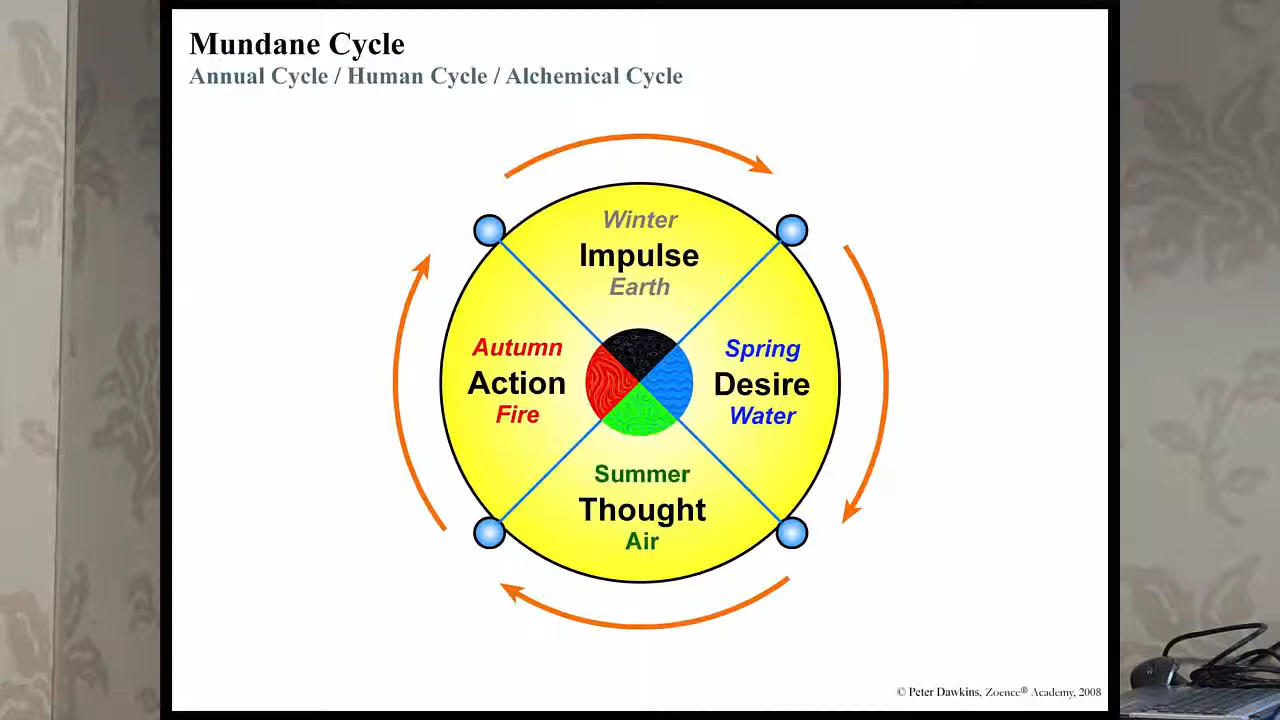 Mundane Cycle
Annual Cycle / Human Cycle / Alchemical Cycle
Winter
Impulse
Earth
Autumn
Action
Fire
Spring
Desire
Water
Summer
Thought
Air
© Peter Dawkins, Zoence® Academy, 2008